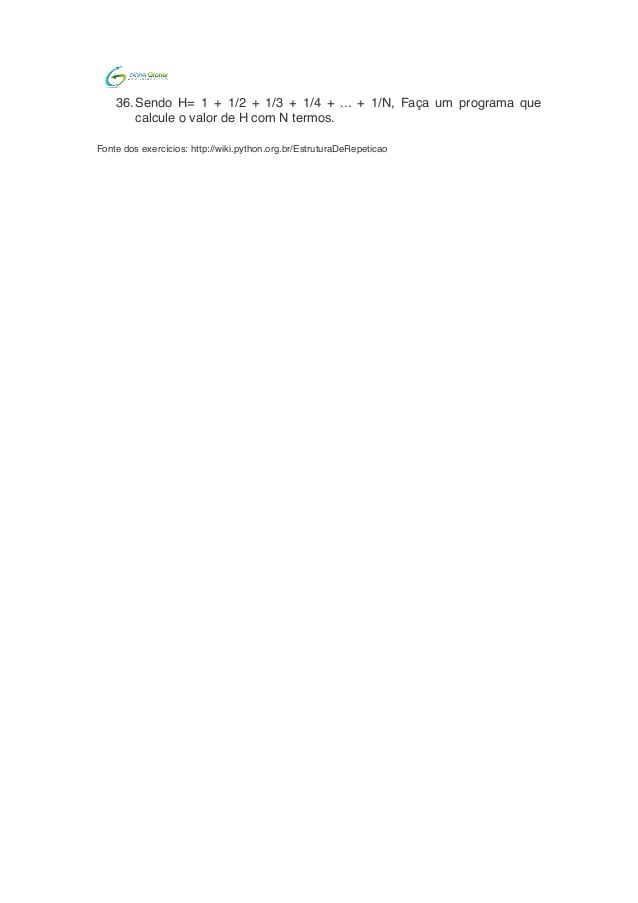 36. Sendo H= 1 + 1/2 + 1/3 + 1/4 + ... + 1/N, Faça um programa que
calcule o valor de H com N termos.
Fonte dos exercícios: http://wiki.python.org.br/EstruturaDeRepeticao